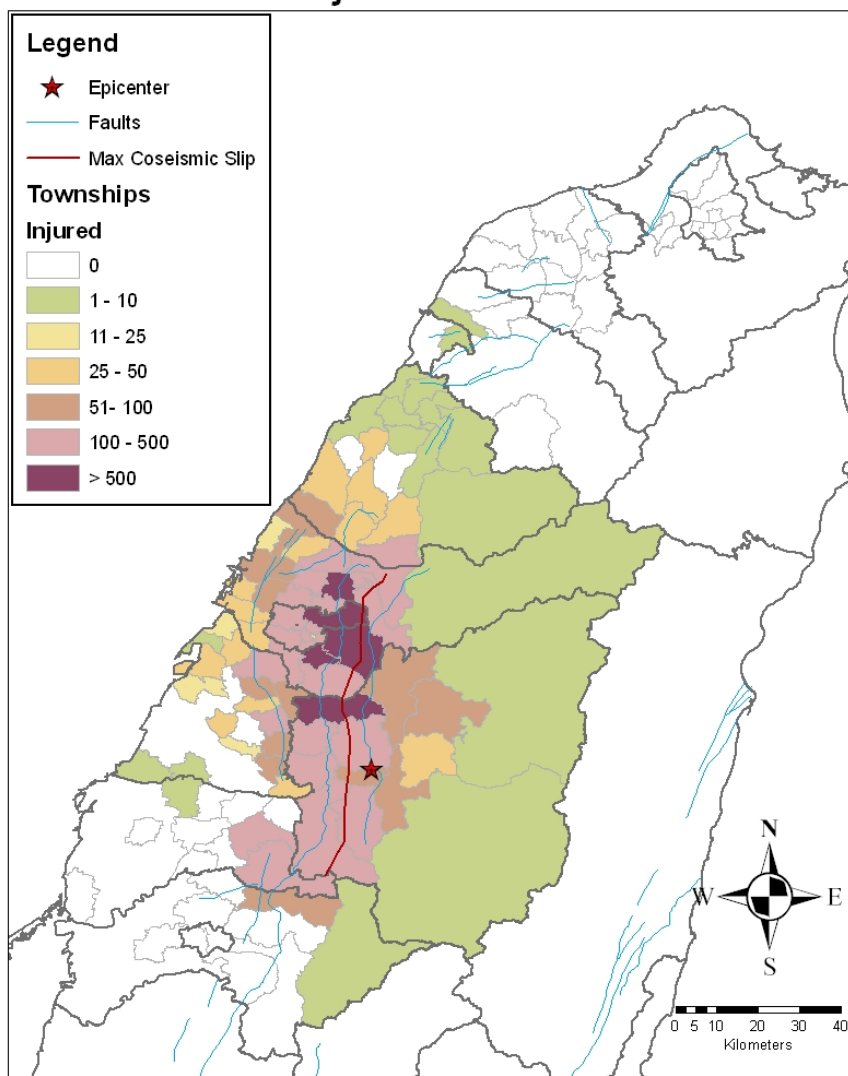 Legend
Epicenter
Faults
Max Coseismic Slip
Townships
Injured
0
1 - 10
11 - 25
25 - 50
51- 100
100 - 500
> 500
N
W E
S
0 5 10 20 30 40
Kilometers